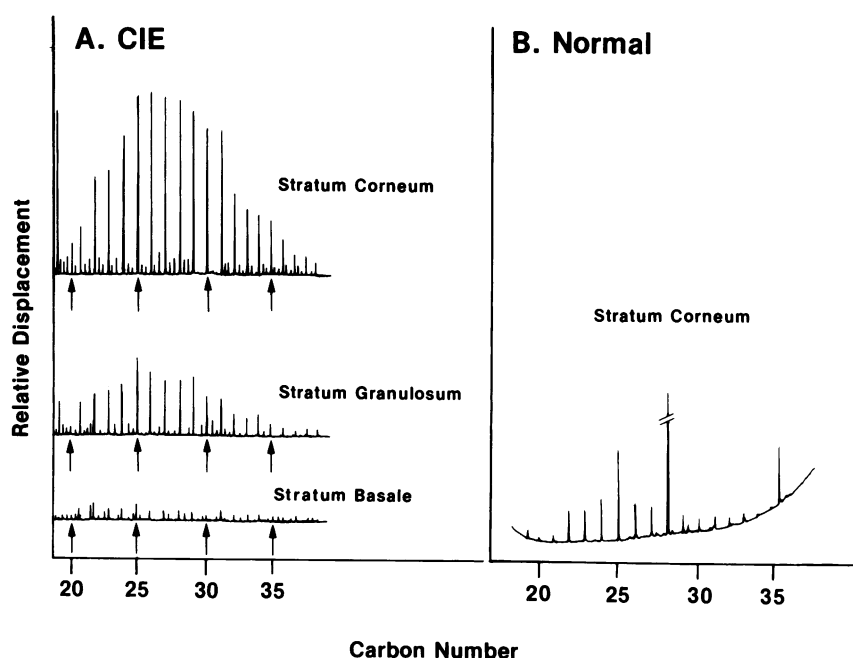 A. CIE
B. Normal
Relative Displacement
Stratum Corneum
Stratum Granulosum
Stratum Basale
20 25 30 35
Stratum Corneum
20 25 30 35
Carbon Number